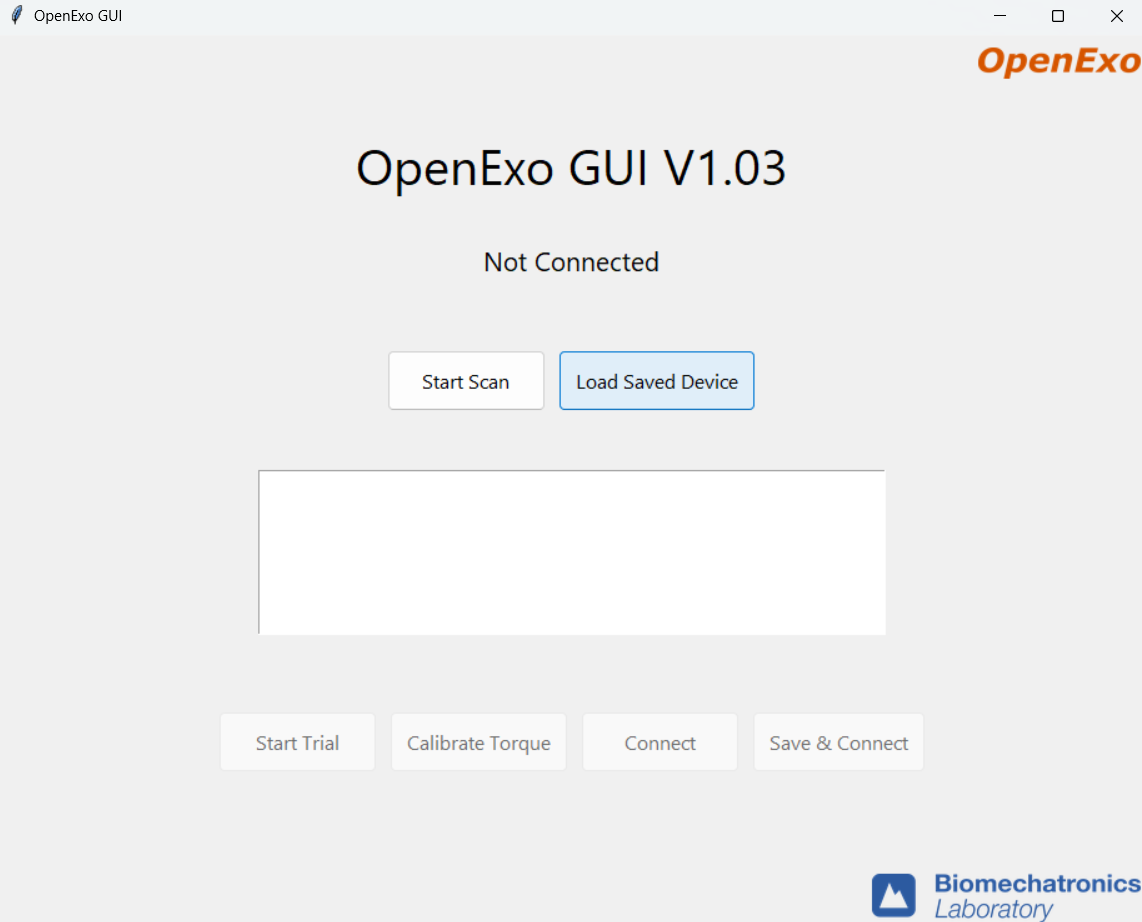 OpenExo GUI
OpenExo
OpenExo GUI V1.03
Not Connected
Start Scan
Load Saved Device
Start Trial
Calibrate Torque
Connect
Save & Connect
Biomechatronics
Laboratory